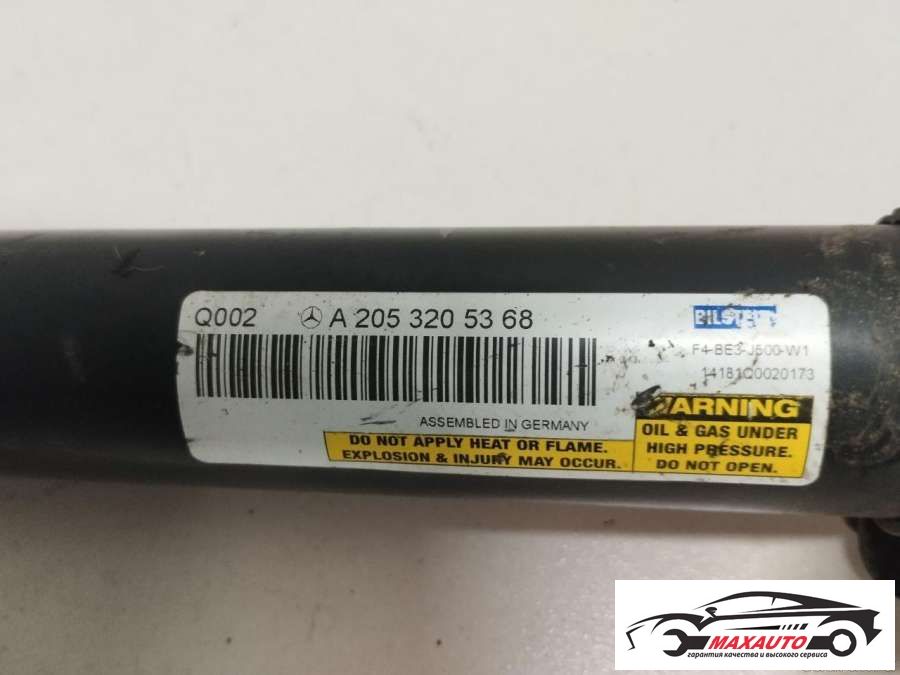 Q002 A 205 320 53 68
BILSTEIN
F4-BE3-J500-W1
14181Q0020173
ASSEMBLED IN GERMANY
WARNING
OIL & GAS UNDER
HIGH PRESSURE.
DO NOT OPEN.
DO NOT APPLY HEAT OR FLAME.
EXPLOSION & INJURY MAY OCCUR.
MAXAUTO
гарантия качества и высокого сервиса